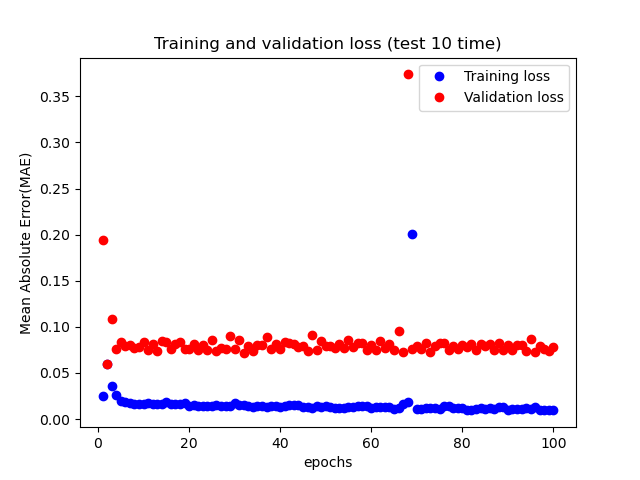 Training and validation loss (test 10 time)
Training loss
Validation loss
Mean Absolute Error(MAE)
0.35
0.30
0.25
0.20
0.15
0.10
0.05
0.00
0 20 40 60 80 100
epochs